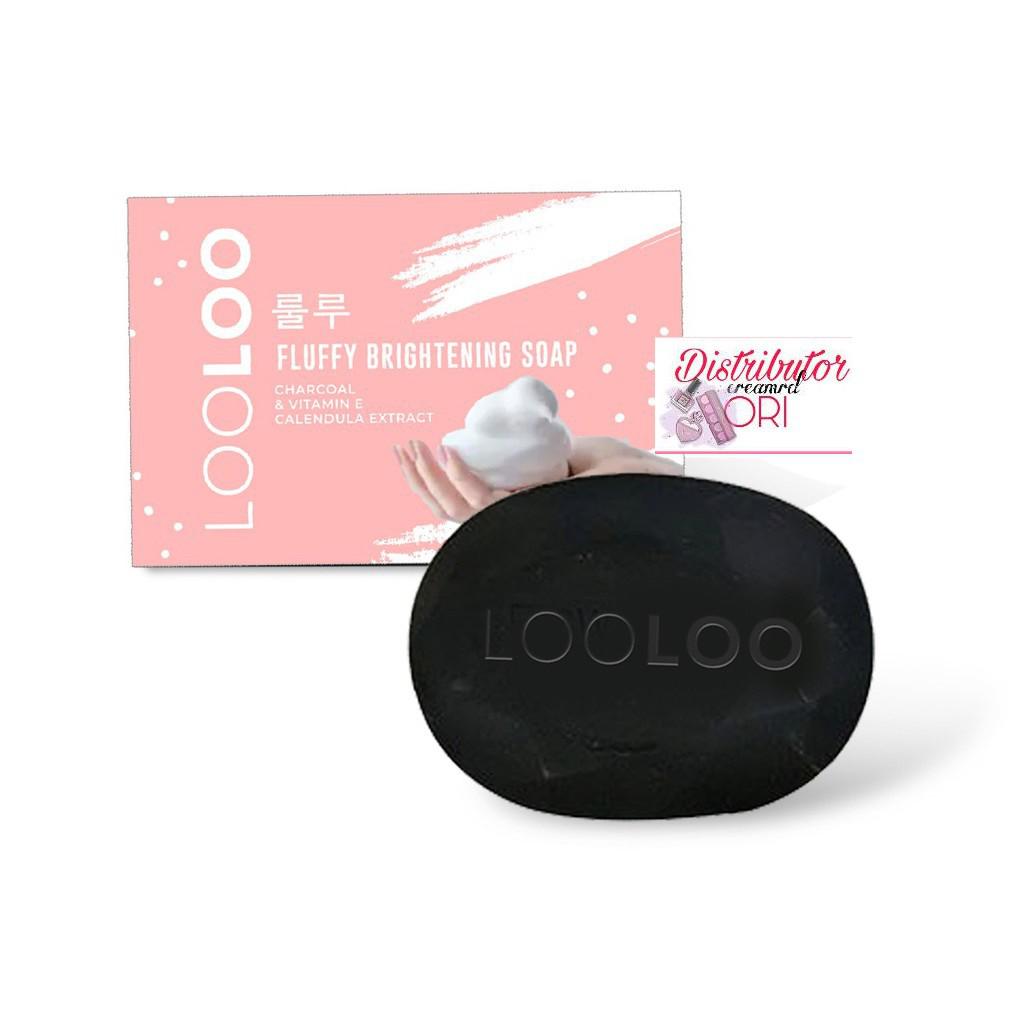 LOOLOO
룰루
FLUFFY BRIGHTENING SOAP
CHARCOAL
& VITAMIN E
CALENDULA EXTRACT
Distributor
creamrd
ORI
LOOLOO